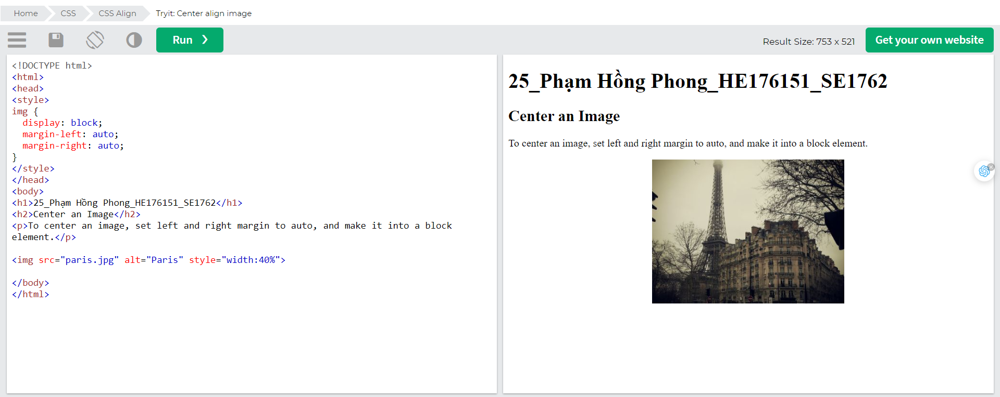 Home CSS CSS Align Tryit: Center align image
Run ❯ Result Size: 753 x 521 Get your own website
<!DOCTYPE html>
<html>
<head>
<style>
img {
  display: block;
  margin-left: auto;
  margin-right: auto;
}
</style>
</head>
<body>
<h1>25_Phạm Hồng Phong_HE176151_SE1762</h1>
<h2>Center an Image</h2>
<p>To center an image, set left and right margin to auto, and make it into a block
element.</p>
<img src="paris.jpg" alt="Paris" style="width:40%">
</body>
</html>
25_Phạm Hồng Phong_HE176151_SE1762
Center an Image
To center an image, set left and right margin to auto, and make it into a block element.